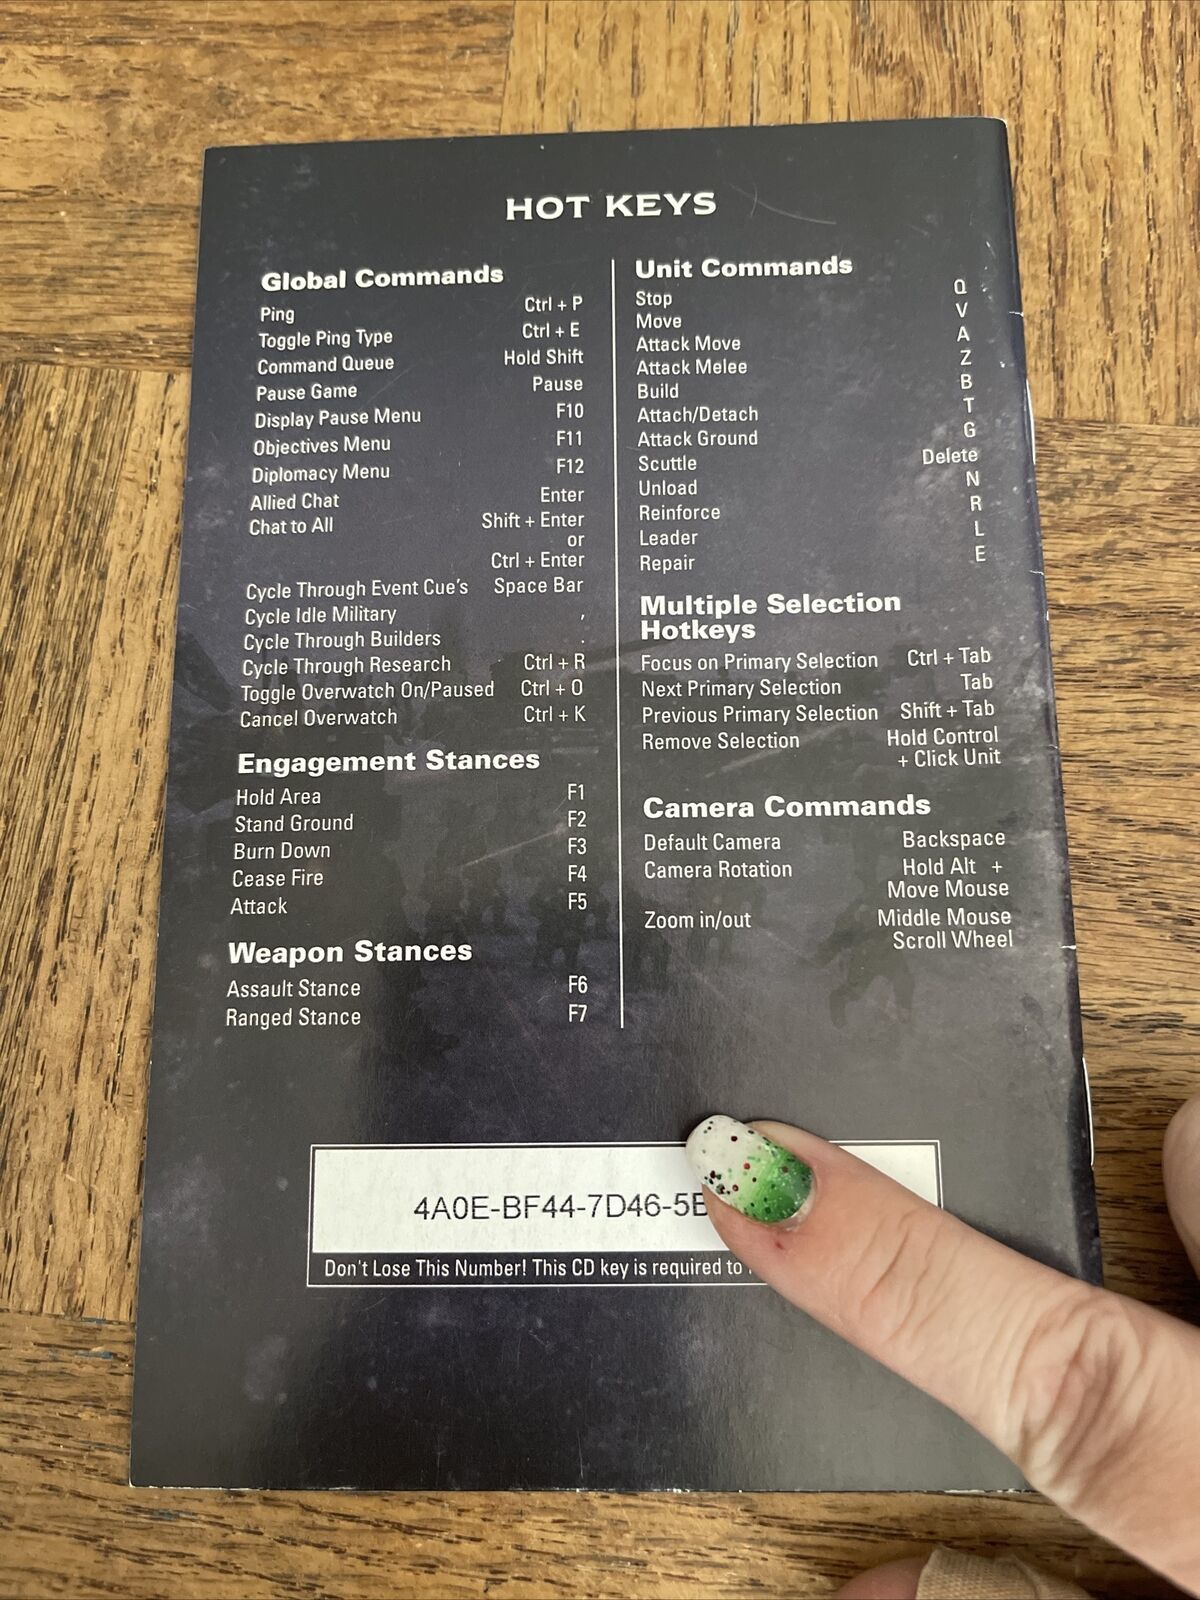 HOT KEYS
Global Commands
Ping Ctrl + P
Toggle Ping Type Ctrl + E
Command Queue Hold Shift
Pause Game Pause
Display Pause Menu F10
Objectives Menu F11
Diplomacy Menu F12
Allied Chat Enter
Chat to All Shift + Enter
or
Ctrl + Enter
Cycle Through Event Cue's Space Bar
Cycle Idle Military ,
Cycle Through Builders .
Cycle Through Research Ctrl + R
Toggle Overwatch On/Paused Ctrl + O
Cancel Overwatch Ctrl + K
Engagement Stances
Hold Area F1
Stand Ground F2
Burn Down F3
Cease Fire F4
Attack F5
Weapon Stances
Assault Stance F6
Ranged Stance F7
Unit Commands
Stop Q
Move V
Attack Move A
Attack Melee Z
Build B
Attach/Detach T
Attack Ground G
Scuttle Delete
Unload N
Reinforce R
Leader L
Repair E
Multiple Selection
Hotkeys
Focus on Primary Selection Ctrl + Tab
Next Primary Selection Tab
Previous Primary Selection Shift + Tab
Remove Selection Hold Control
+ Click Unit
Camera Commands
Default Camera Backspace
Camera Rotation Hold Alt +
Move Mouse
Zoom in/out Middle Mouse
Scroll Wheel
4A0E-BF44-7D46-5
Don't Lose This Number! This CD key is required to